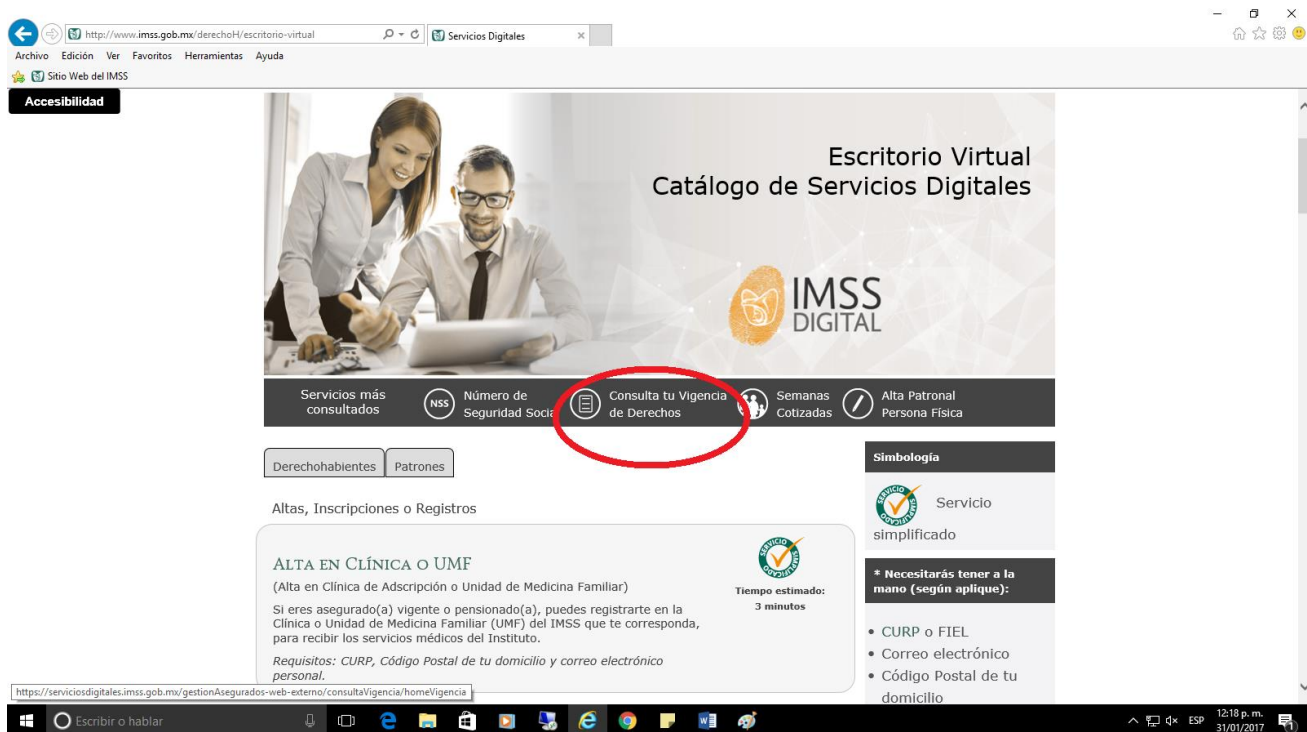 http://www.imss.gob.mx/derechoH/escritorio-virtual
Servicios Digitales
Archivo Edición Ver Favoritos Herramientas Ayuda
Sitio Web del IMSS
Accesibilidad
Escritorio Virtual
Catálogo de Servicios Digitales
IMSS
DIGITAL
Servicios más
consultados
NSS
Número de
Seguridad Social
Consulta tu Vigencia
de Derechos
Semanas
Cotizadas
Alta Patronal
Persona Física
Derechohabientes
Patrones
Altas, Inscripciones o Registros
ALTA EN CLÍNICA O UMF
(Alta en Clínica de Adscripción o Unidad de Medicina Familiar)
Si eres asegurado(a) vigente o pensionado(a), puedes registrarte en la
Clínica o Unidad de Medicina Familiar (UMF) del IMSS que te corresponda,
para recibir los servicios médicos del Instituto.
Requisitos: CURP, Código Postal de tu domicilio y correo electrónico
personal.
SERVICIO SIMPLIFICADO
Tiempo estimado:
3 minutos
Simbología
SERVICIO SIMPLIFICADO
Servicio
simplificado
* Necesitarás tener a la
mano (según aplique):
• CURP o FIEL
• Correo electrónico
• Código Postal de tu
domicilio
https://serviciosdigitales.imss.gob.mx/gestionAsegurados-web-externo/consultaVigencia/homeVigencia
Escribir o hablar
ESP
12:18 p. m.
31/01/2017